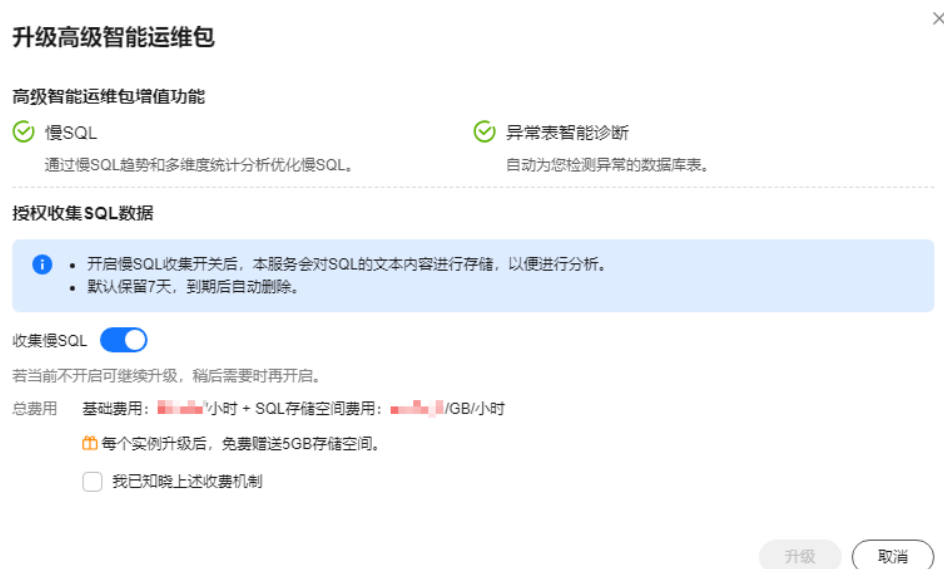 升级高级智能运维包
高级智能运维包增值功能
慢SQL
通过慢SQL趋势和多维度统计分析优化慢SQL。
异常表智能诊断
自动为您检测异常的数据库表。
授权收集SQL数据
开启慢SQL收集开关后，本服务会对SQL的文本内容进行存储，以便进行分析。
默认保留7天，到期后自动删除。
收集慢SQL
若当前不开启可继续升级，稍后需要时再开启。
总费用 基础费用： /小时 + SQL存储空间费用： /GB/小时
每个实例升级后，免费赠送5GB存储空间。
我已知晓上述收费机制
升级 取消